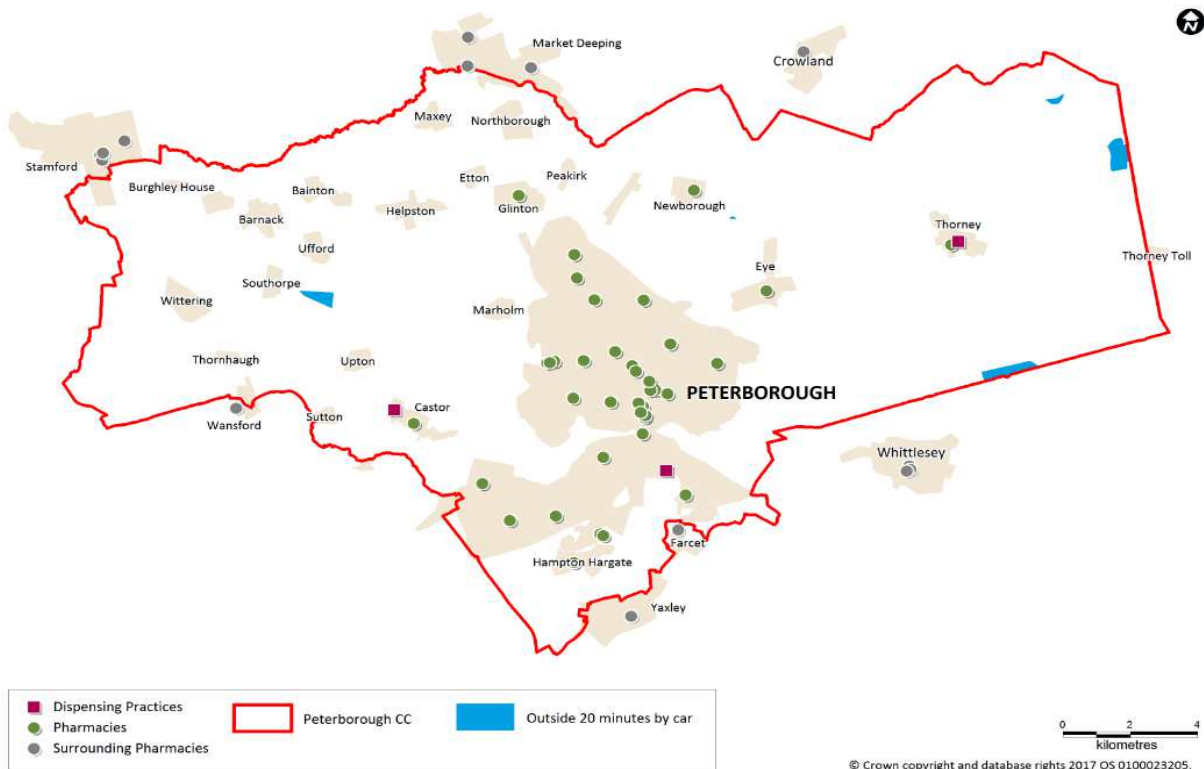 N
Market Deeping
Crowland
Maxey
Northborough
Stamford
Burghley House
Bainton
Etton
Peakirk
Barnack
Helpston
Glinton
Newborough
Thorney
Ufford
Thorney Toll
Eye
Southorpe
Wittering
Marholm
Thornhaugh
Upton
PETERBOROUGH
Wansford
Sutton
Castor
Whittlesey
Farcet
Hampton Hargate
Yaxley
Dispensing Practices
Pharmacies
Surrounding Pharmacies
Peterborough CC
Outside 20 minutes by car
0 2 4
kilometres
© Crown copyright and database rights 2017 OS 0100023205.